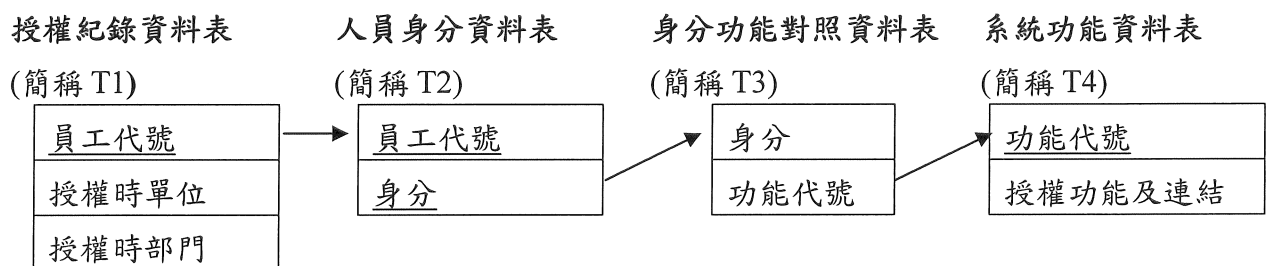 授權紀錄資料表 人員身分資料表 身分功能對照資料表 系統功能資料表
(簡稱 T1) (簡稱 T2) (簡稱 T3) (簡稱 T4)
員工代號 員工代號 身分 功能代號
授權時單位 身分 功能代號 授權功能及連結
授權時部門